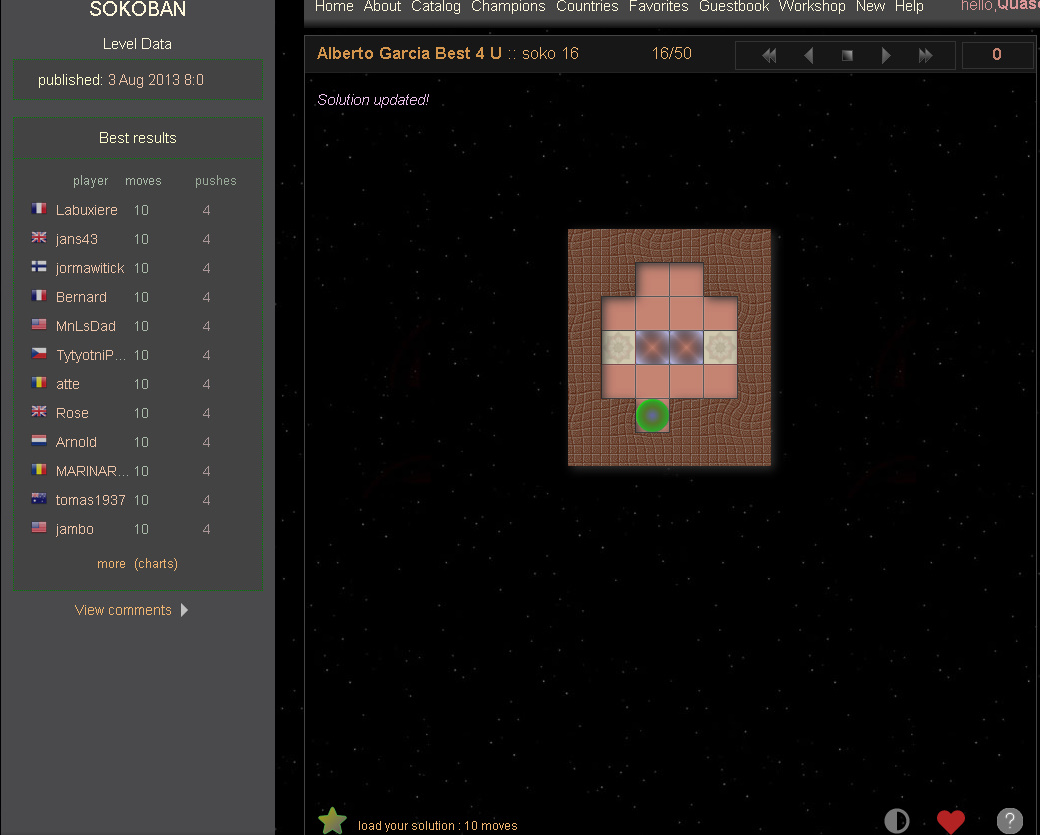 SOKOBAN
Level Data
published: 3 Aug 2013 8:0
Best results
player moves pushes
Labuxiere 10 4
jans43 10 4
jormawitick 10 4
Bernard 10 4
MnLsDad 10 4
TytyotniP... 10 4
atte 10 4
Rose 10 4
Arnold 10 4
MARINAR... 10 4
tomas1937 10 4
jambo 10 4
more (charts)
View comments
Home About Catalog Champions Countries Favorites Guestbook Workshop New Help hello,
Alberto Garcia Best 4 U :: soko 16 16/50 0
Solution updated!
load your solution : 10 moves
?